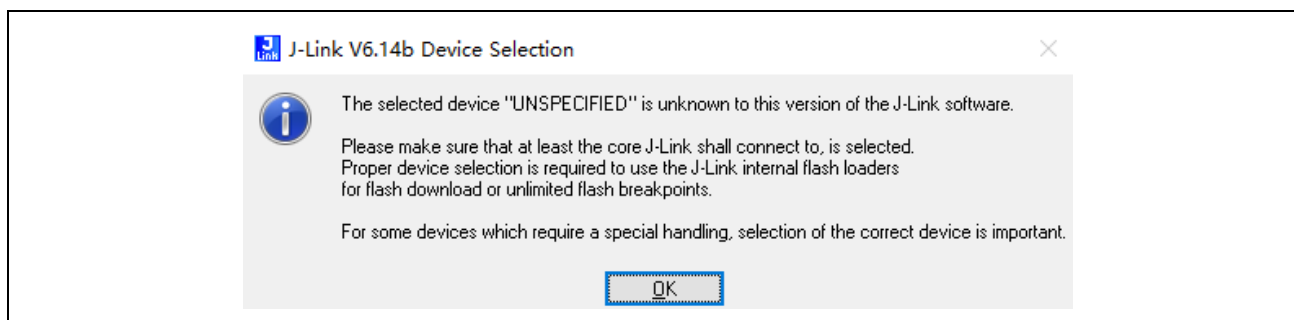 J Link
J-Link V6.14b Device Selection
The selected device "UNSPECIFIED" is unknown to this version of the J-Link software.
Please make sure that at least the core J-Link shall connect to, is selected.
Proper device selection is required to use the J-Link internal flash loaders
for flash download or unlimited flash breakpoints.
For some devices which require a special handling, selection of the correct device is important.
OK